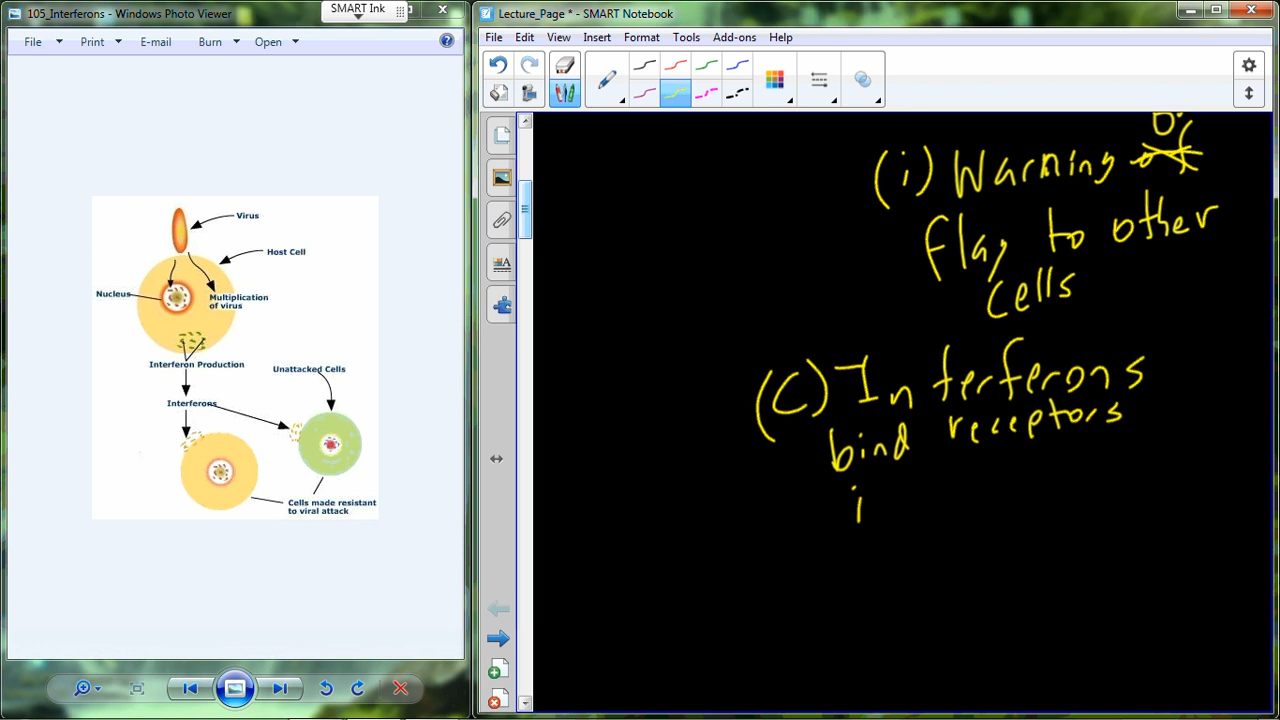 105_Interferons - Windows Photo Viewer
SMART Ink
File Print E-mail Burn Open
Virus
Host Cell
Nucleus
Multiplication
of virus
Interferon Production
Unattacked Cells
Interferons
Cells made resistant
to viral attack
Lecture_Page * - SMART Notebook
File Edit View Insert Format Tools Add-ons Help
(i) Warning
Flag to other
cells
(C) Interferons
bind receptors
i